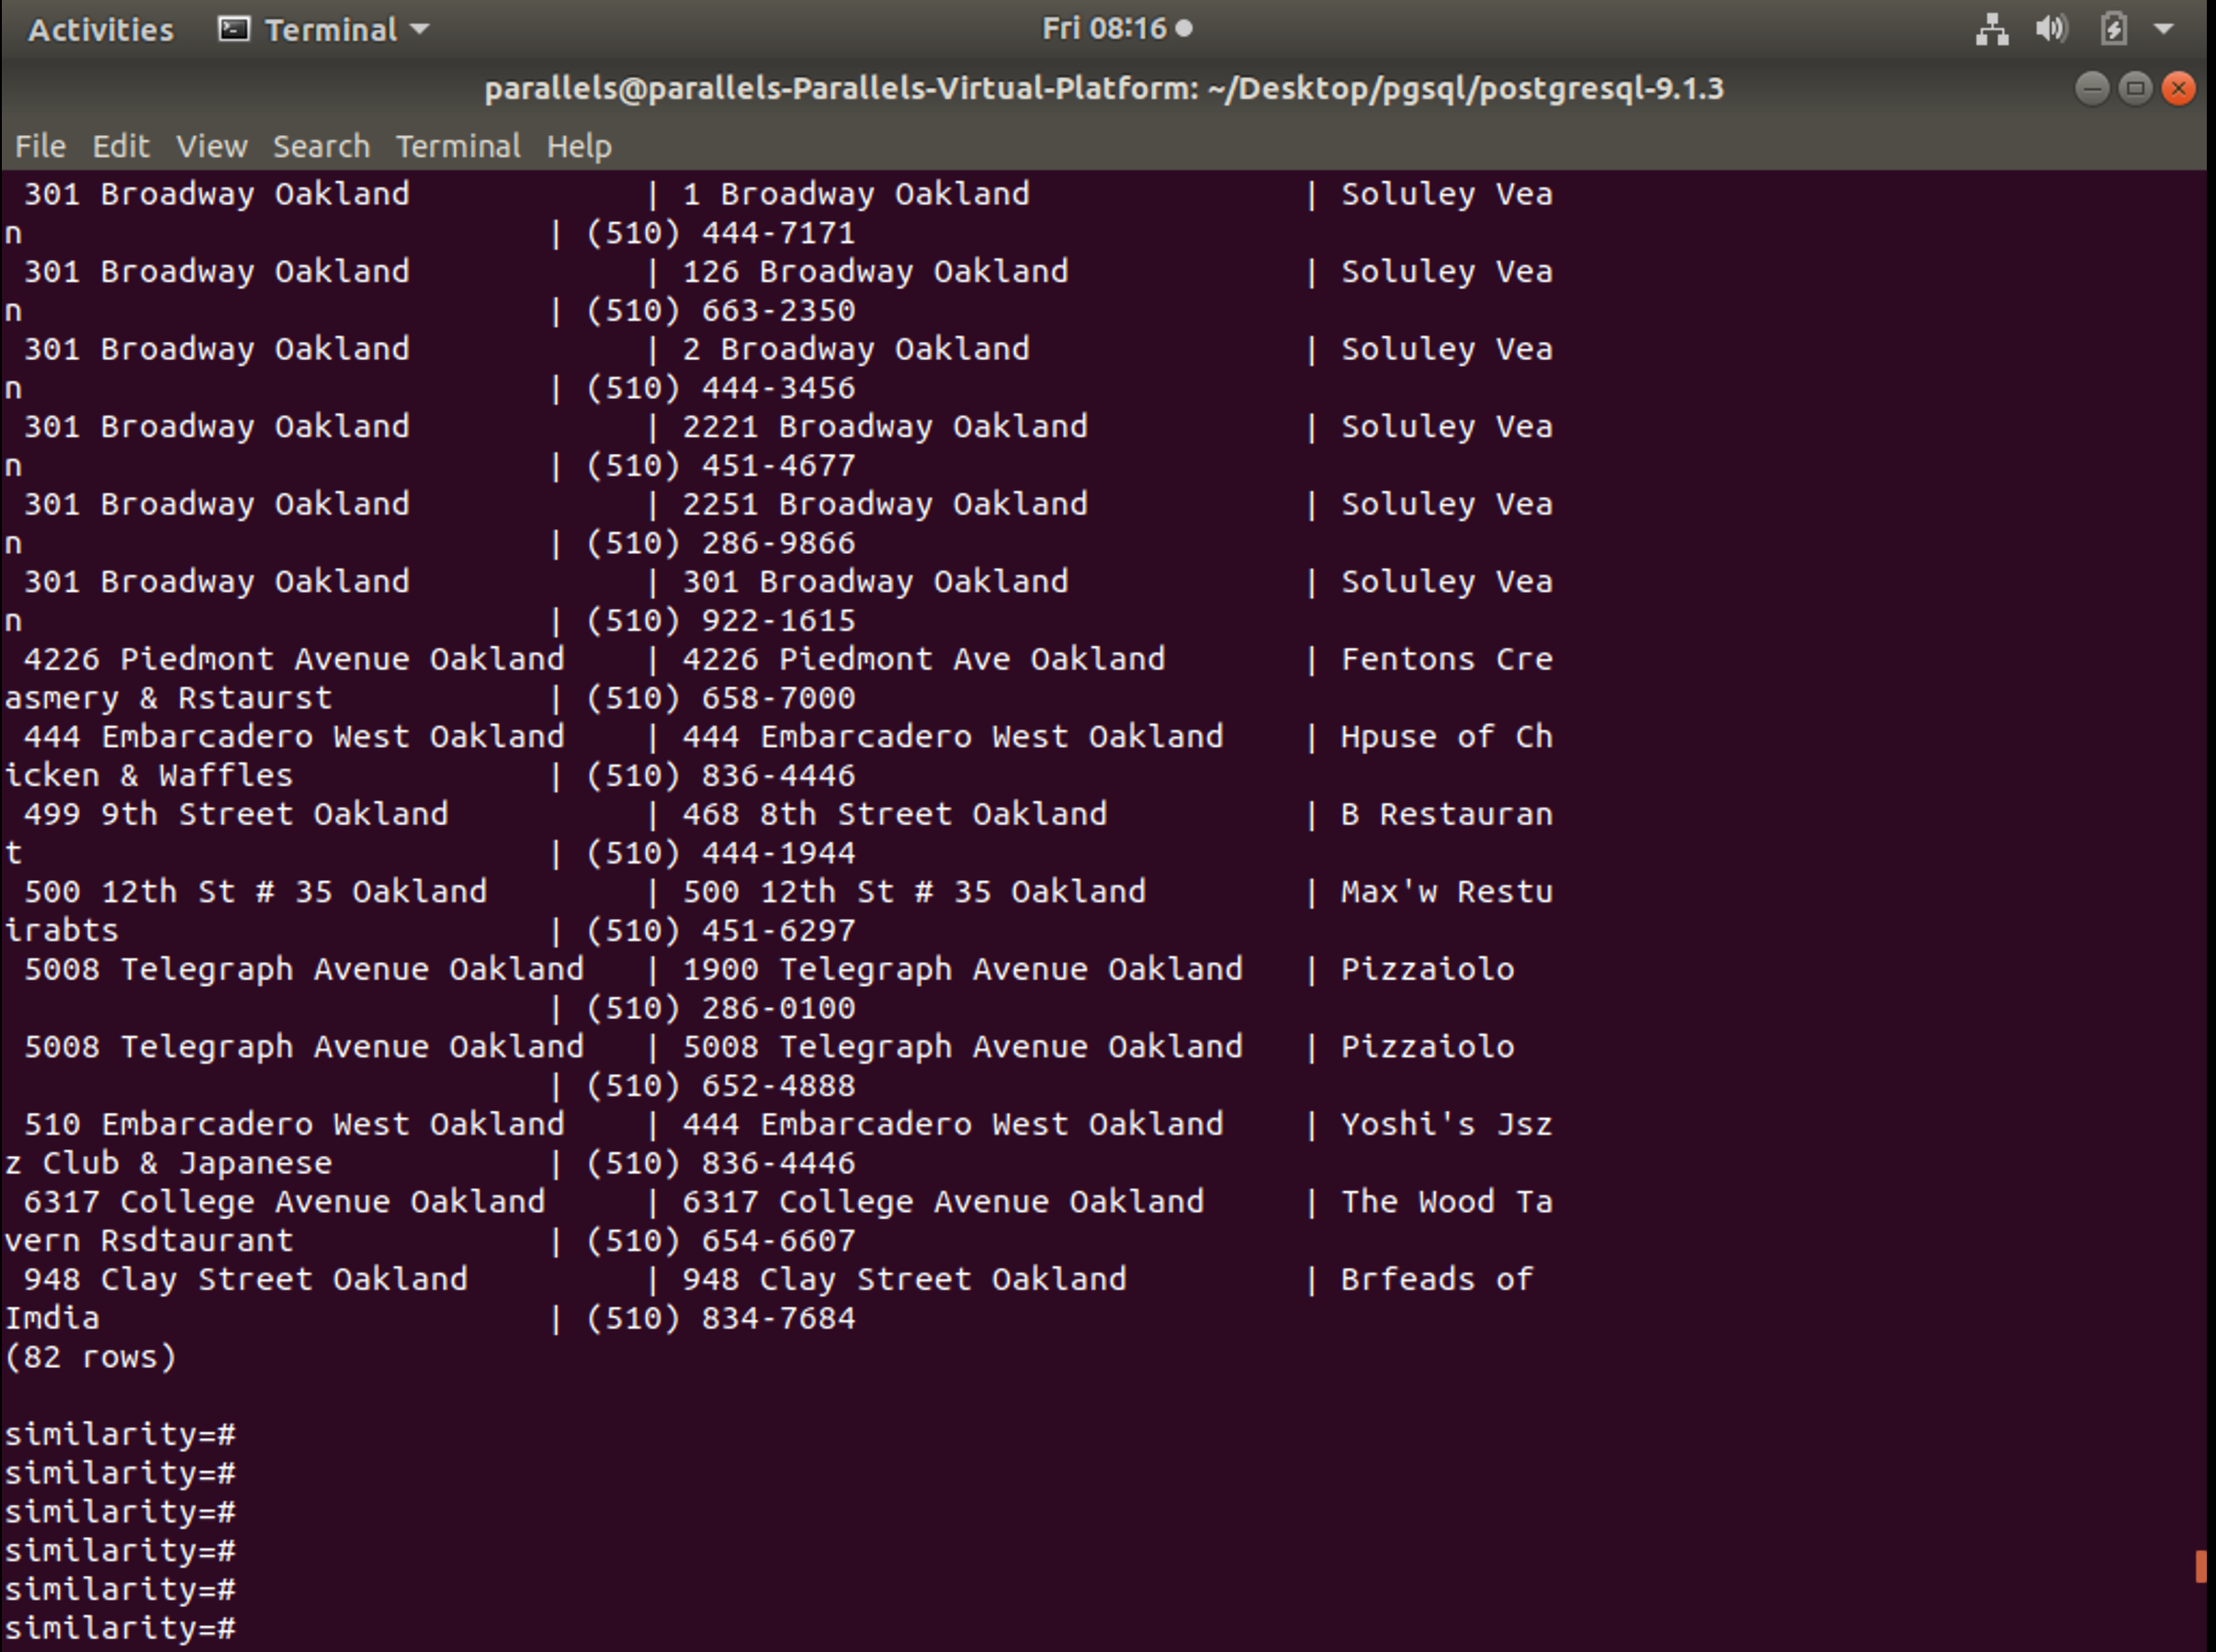 Activities Terminal Fri 08:16
parallels@parallels-Parallels-Virtual-Platform: ~/Desktop/pgsql/postgresql-9.1.3
File Edit View Search Terminal Help
301 Broadway Oakland | 1 Broadway Oakland | Soluley Vea
n | (510) 444-7171
301 Broadway Oakland | 126 Broadway Oakland | Soluley Vea
n | (510) 663-2350
301 Broadway Oakland | 2 Broadway Oakland | Soluley Vea
n | (510) 444-3456
301 Broadway Oakland | 2221 Broadway Oakland | Soluley Vea
n | (510) 451-4677
301 Broadway Oakland | 2251 Broadway Oakland | Soluley Vea
n | (510) 286-9866
301 Broadway Oakland | 301 Broadway Oakland | Soluley Vea
n | (510) 922-1615
4226 Piedmont Avenue Oakland | 4226 Piedmont Ave Oakland | Fentons Cre
asmery & Rstaurst | (510) 658-7000
444 Embarcadero West Oakland | 444 Embarcadero West Oakland | Hpuse of Ch
icken & Waffles | (510) 836-4446
499 9th Street Oakland | 468 8th Street Oakland | B Restauran
t | (510) 444-1944
500 12th St # 35 Oakland | 500 12th St # 35 Oakland | Max'w Restu
irabts | (510) 451-6297
5008 Telegraph Avenue Oakland | 1900 Telegraph Avenue Oakland | Pizzaiolo
| (510) 286-0100
5008 Telegraph Avenue Oakland | 5008 Telegraph Avenue Oakland | Pizzaiolo
| (510) 652-4888
510 Embarcadero West Oakland | 444 Embarcadero West Oakland | Yoshi's Jsz
z Club & Japanese | (510) 836-4446
6317 College Avenue Oakland | 6317 College Avenue Oakland | The Wood Ta
vern Rsdtaurant | (510) 654-6607
948 Clay Street Oakland | 948 Clay Street Oakland | Brfeads of
Imdia | (510) 834-7684
(82 rows)
similarity=#
similarity=#
similarity=#
similarity=#
similarity=#
similarity=#